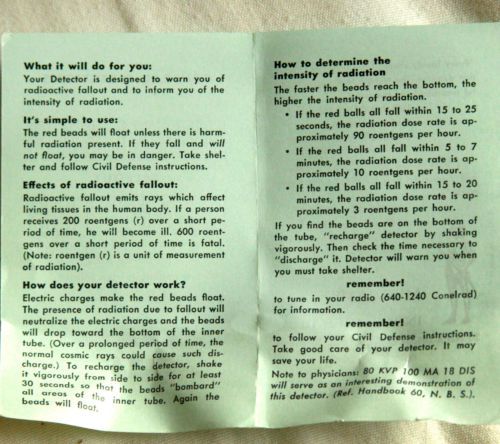 What it will do for you:
Your Detector is designed to warn you of
radioactive fallout and to inform you of the
intensity of radiation.
It's simple to use:
The red beads will float unless there is harm-
ful radiation present. If they fall and will
not float, you may be in danger. Take shel-
ter and follow Civil Defense instructions.
Effects of radioactive fallout:
Radioactive fallout emits rays which affect
living tissues in the human body. If a person
receives 200 roentgens (r) over a short pe-
riod of time, he will become ill. 600 roent-
gens over a short period of time is fatal.
(Note: roentgen (r) is a unit of measurement
of radiation).
How does your detector work?
Electric charges make the red beads float.
The presence of radiation due to fallout will
neutralize the electric charges and the beads
will drop toward the bottom of the inner
tube. (Over a prolonged period of time, the
normal cosmic rays could cause such dis-
charge.) To recharge the detector, shake
it vigorously from side to side for at least
30 seconds so that the beads "bombard"
all areas of the inner tube. Again the
beads will float.
How to determine the
intensity of radiation
The faster the beads reach the bottom, the
higher the intensity of radiation.
• If the red balls all fall within 15 to 25
seconds, the radiation dose rate is ap-
proximately 90 roentgens per hour.
• If the red balls all fall within 5 to 7
minutes, the radiation dose rate is ap-
proximately 10 roentgens per hour.
• If the red balls all fall within 15 to 20
minutes, the radiation dose rate is ap-
proximately 3 roentgens per hour.
If you find the beads are on the bottom of
the tube, "recharge" detector by shaking
vigorously. Then check the time necessary to
"discharge" it. Detector will warn you when
you must take shelter.
remember!
to tune in your radio (640-1240 Conelrad)
for information.
remember!
to follow your Civil Defense instructions.
Take good care of your detector. It may
save your life.
Note to physicians: 80 KVP 100 MA 18 DIS
will serve as an interesting demonstration of
this detector. (Ref. Handbook 60, N. B. S.).